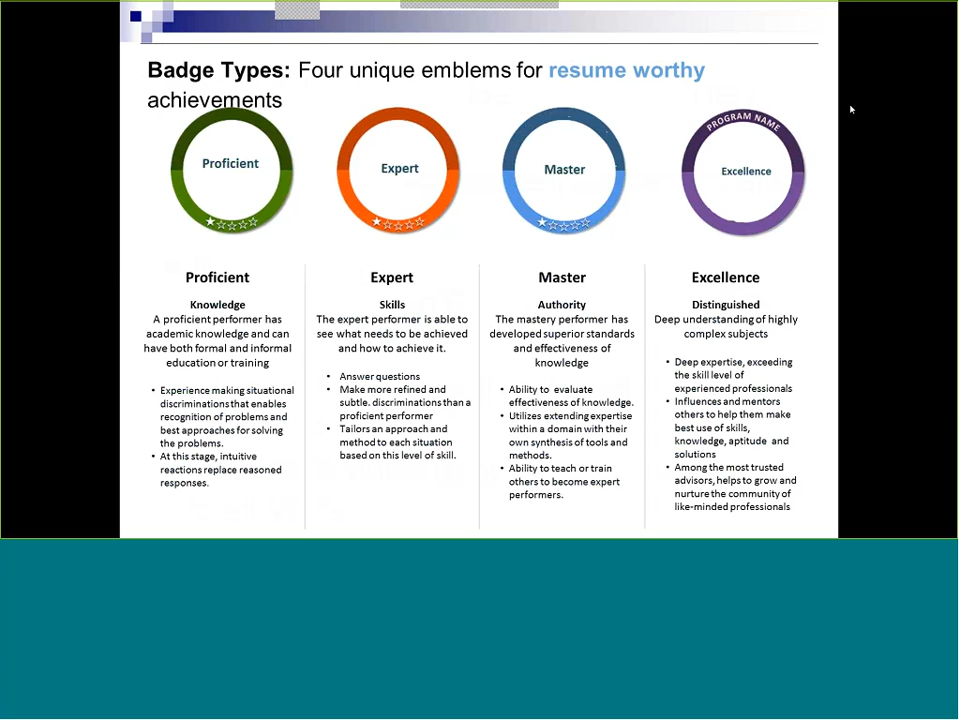 Badge Types: Four unique emblems for resume worthy
achievements
Proficient
Expert
Master
PROGRAM NAME
Excellence
Proficient
Knowledge
A proficient performer has
academic knowledge and can
have both formal and informal
education or training
• Experience making situational
discriminations that enables
recognition of problems and
best approaches for solving
the problems.
• At this stage, intuitive
reactions replace reasoned
responses.
Expert
Skills
The expert performer is able to
see what needs to be achieved
and how to achieve it.
• Answer questions
• Make more refined and
subtle. discriminations than a
proficient performer
• Tailors an approach and
method to each situation
based on this level of skill.
Master
Authority
The mastery performer has
developed superior standards
and effectiveness of
knowledge
• Ability to evaluate
effectiveness of knowledge.
• Utilizes extending expertise
within a domain with their
own synthesis of tools and
methods.
• Ability to teach or train
others to become expert
performers.
Excellence
Distinguished
Deep understanding of highly
complex subjects
• Deep expertise, exceeding
the skill level of
experienced professionals
• Influences and mentors
others to help them make
best use of skills,
knowledge, aptitude and
solutions
• Among the most trusted
advisors, helps to grow and
nurture the community of
like-minded professionals